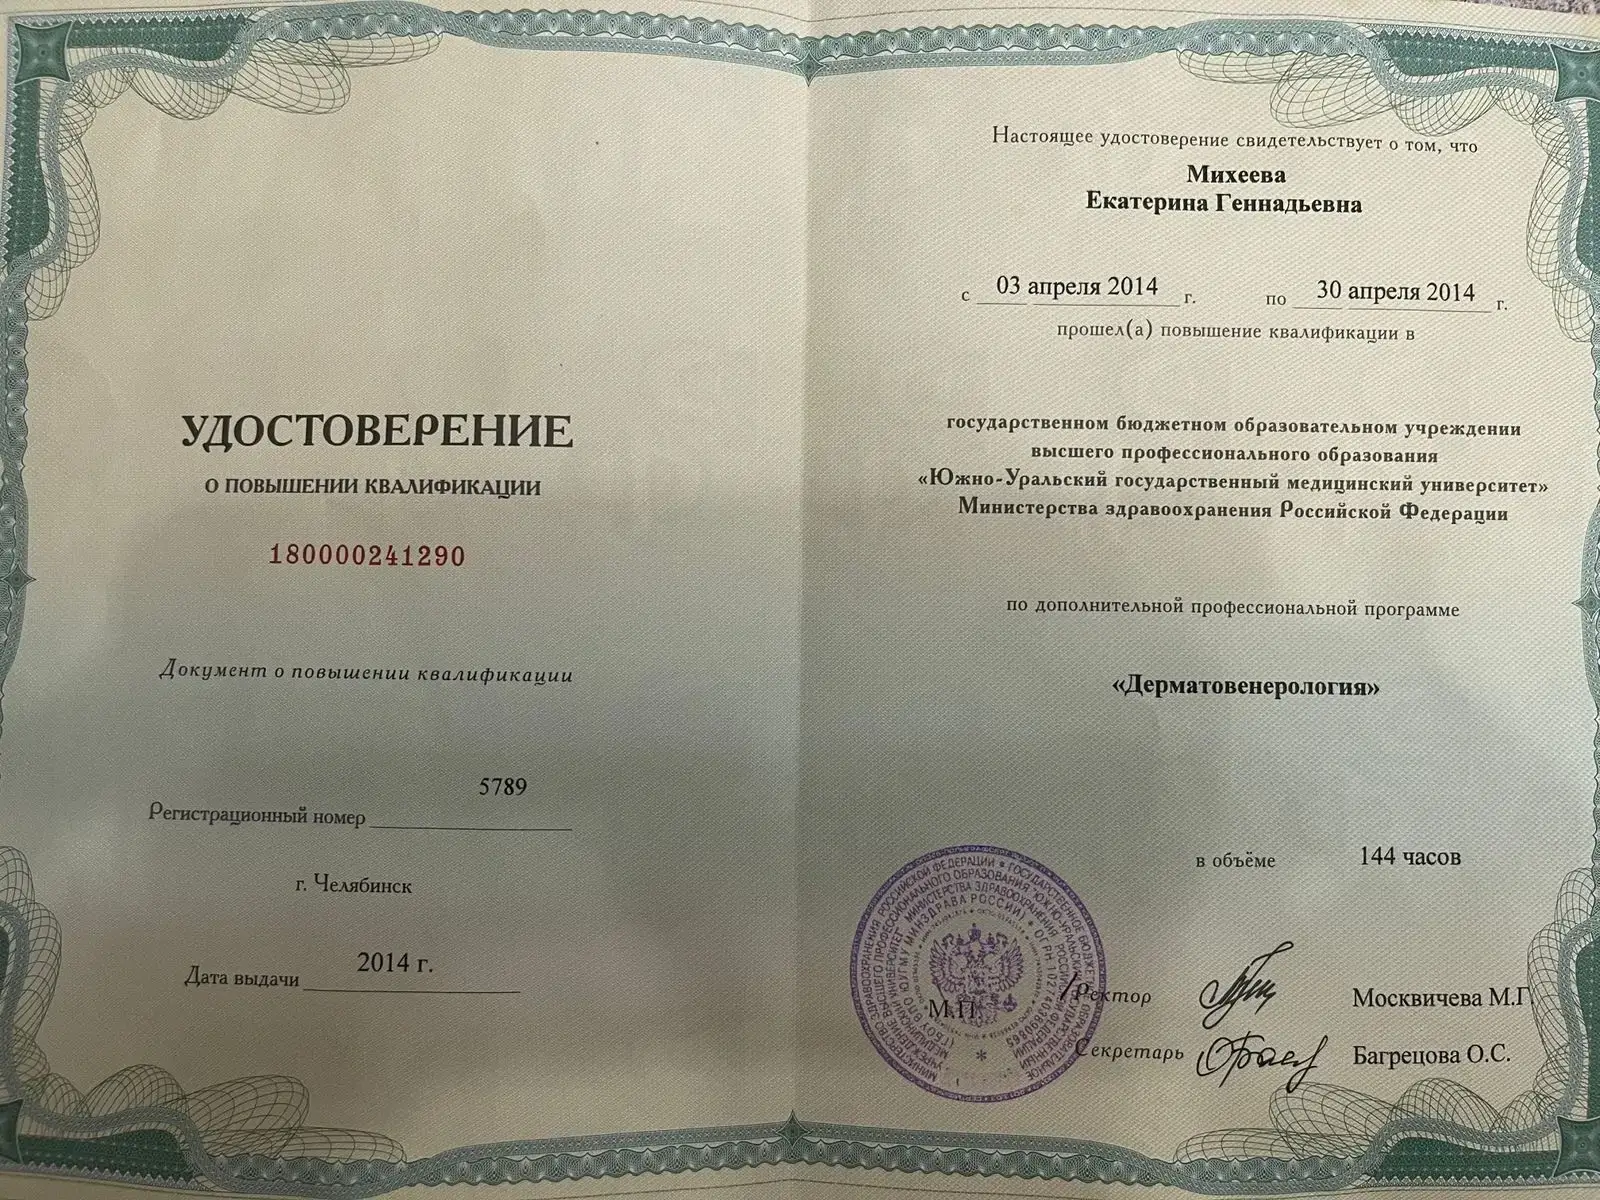 УДОСТОВЕРЕНИЕ
О ПОВЫШЕНИИ КВАЛИФИКАЦИИ
180000241290
Документ о повышении квалификации
5789
Регистрационный номер
г. Челябинск
2014 г.
Дата выдачи
Настоящее удостоверение свидетельствует о том, что
Михеева
Екатерина Геннадьевна
с 03 апреля 2014 г. по 30 апреля 2014 г.
прошел(а) повышение квалификации в
государственном бюджетном образовательном учреждении
высшего профессионального образования
«Южно-Уральский государственный медицинский университет»
Министерства здравоохранения Российской Федерации
по дополнительной профессиональной программе
«Дерматовенерология»
в объёме 144 часов
М.П.
Ректор Москвичева М.Г.
Секретарь Багрецова О.С.